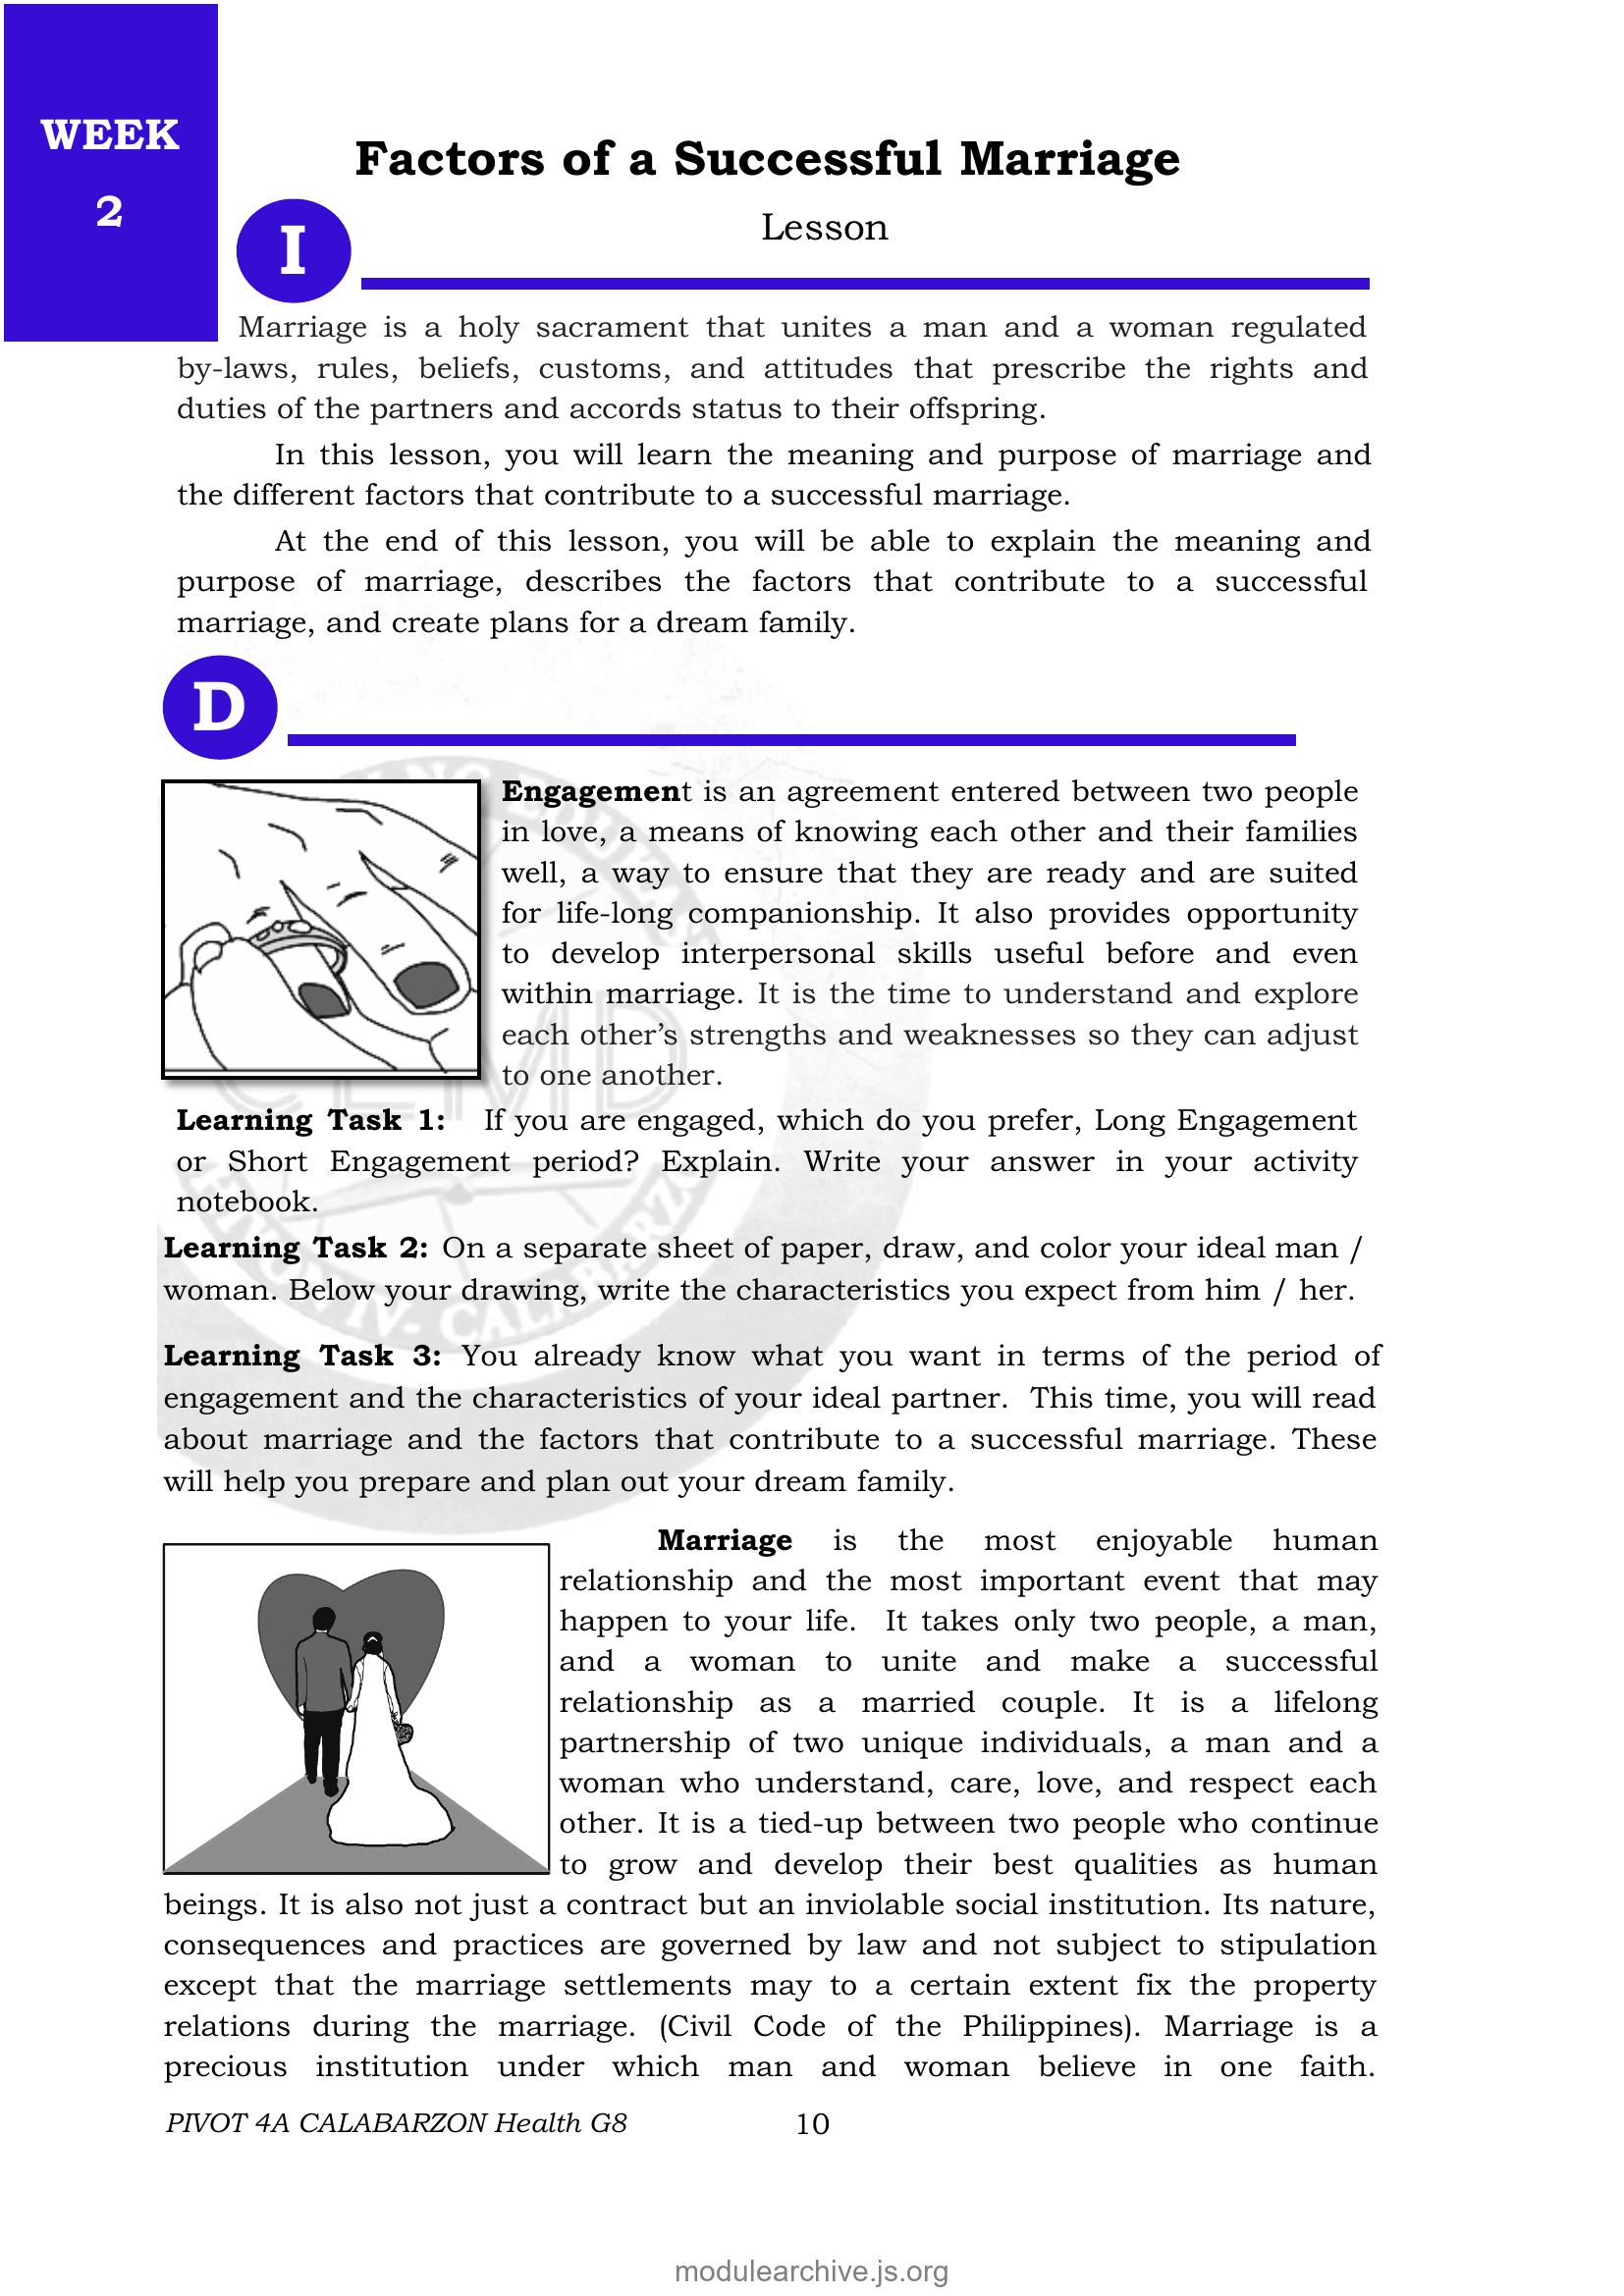 WEEK
2
Factors of a Successful Marriage
Lesson
I
Marriage is a holy sacrament that unites a man and a woman regulated
by-laws, rules, beliefs, customs, and attitudes that prescribe the rights and
duties of the partners and accords status to their offspring.
In this lesson, you will learn the meaning and purpose of marriage and
the different factors that contribute to a successful marriage.
At the end of this lesson, you will be able to explain the meaning and
purpose of marriage, describes the factors that contribute to a successful
marriage, and create plans for a dream family.
D
Engagement is an agreement entered between two people
in love, a means of knowing each other and their families
well, a way to ensure that they are ready and are suited
for life-long companionship. It also provides opportunity
to develop interpersonal skills useful before and even
within marriage. It is the time to understand and explore
each other’s strengths and weaknesses so they can adjust
to one another.
Learning Task 1: If you are engaged, which do you prefer, Long Engagement
or Short Engagement period? Explain. Write your answer in your activity
notebook.
Learning Task 2: On a separate sheet of paper, draw, and color your ideal man /
woman. Below your drawing, write the characteristics you expect from him / her.
Learning Task 3: You already know what you want in terms of the period of
engagement and the characteristics of your ideal partner. This time, you will read
about marriage and the factors that contribute to a successful marriage. These
will help you prepare and plan out your dream family.
Marriage is the most enjoyable human
relationship and the most important event that may
happen to your life. It takes only two people, a man,
and a woman to unite and make a successful
relationship as a married couple. It is a lifelong
partnership of two unique individuals, a man and a
woman who understand, care, love, and respect each
other. It is a tied-up between two people who continue
to grow and develop their best qualities as human
beings. It is also not just a contract but an inviolable social institution. Its nature,
consequences and practices are governed by law and not subject to stipulation
except that the marriage settlements may to a certain extent fix the property
relations during the marriage. (Civil Code of the Philippines). Marriage is a
precious institution under which man and woman believe in one faith.
PIVOT 4A CALABARZON Health G8
10
modulearchive.js.org